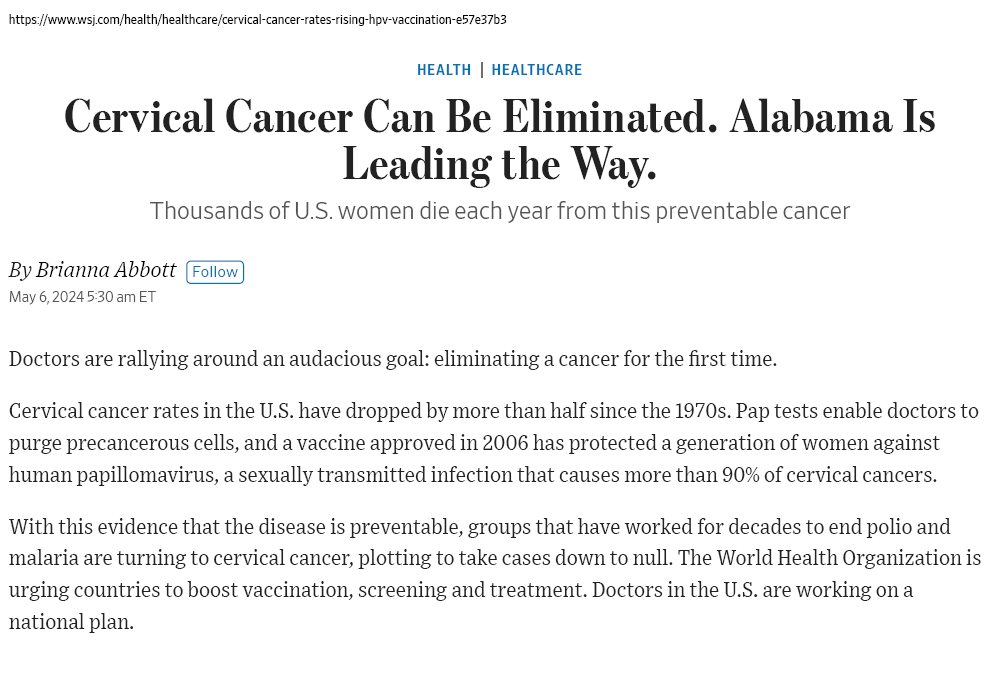 https://www.wsj.com/health/healthcare/cervical-cancer-rates-rising-hpv-vaccination-e57e37b3
HEALTH | HEALTHCARE
Cervical Cancer Can Be Eliminated. Alabama Is
Leading the Way.
Thousands of U.S. women die each year from this preventable cancer
By Brianna Abbott Follow
May 6, 2024 5:30 am ET
Doctors are rallying around an audacious goal: eliminating a cancer for the first time.
Cervical cancer rates in the U.S. have dropped by more than half since the 1970s. Pap tests enable doctors to
purge precancerous cells, and a vaccine approved in 2006 has protected a generation of women against
human papillomavirus, a sexually transmitted infection that causes more than 90% of cervical cancers.
With this evidence that the disease is preventable, groups that have worked for decades to end polio and
malaria are turning to cervical cancer, plotting to take cases down to null. The World Health Organization is
urging countries to boost vaccination, screening and treatment. Doctors in the U.S. are working on a
national plan.